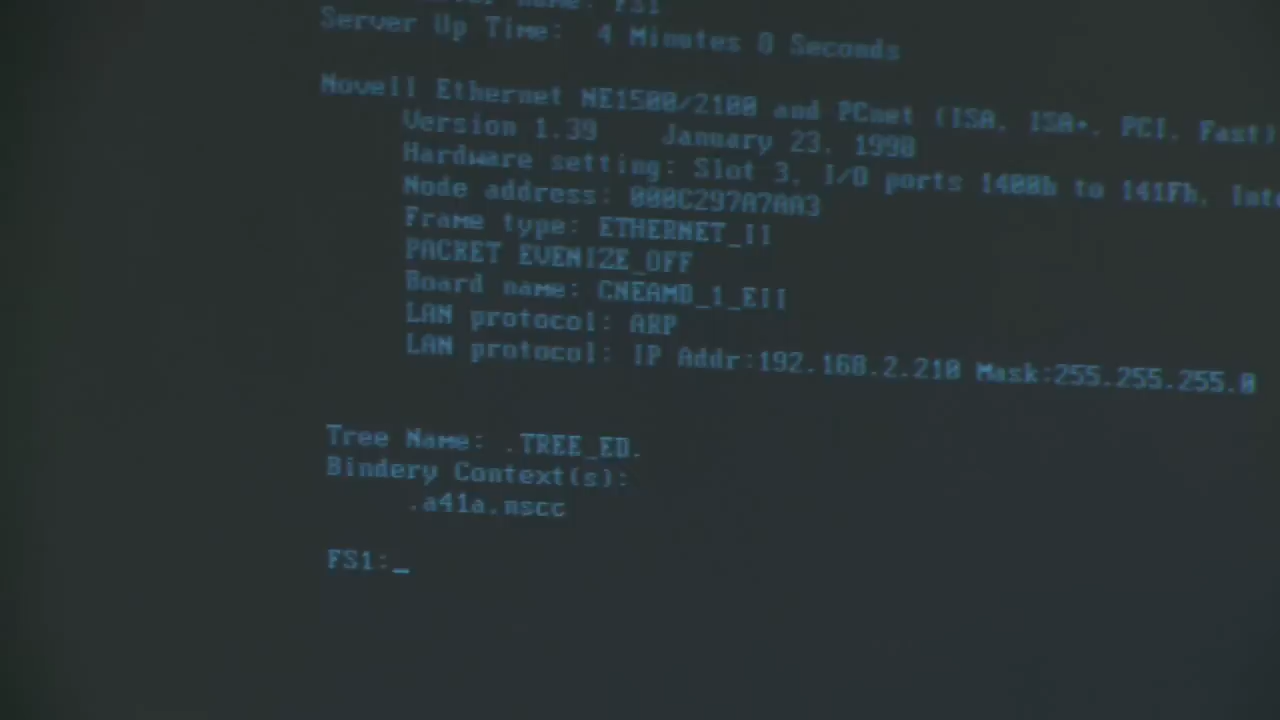 name: FS1
Server Up Time: 4 Minutes 0 Seconds
Novell Ethernet NE1500/2100 and PCnet (ISA, ISA+, PCI, Fast)
Version 1.39 January 23, 1998
Hardware setting: Slot 3, I/O ports 1400h to 141Fh,
Node address: 000C297A7AA3
Frame type: ETHERNET_II
PACKET EVENIZE_OFF
Board name: CNEAMD_1_EII
LAN protocol: ARP
LAN protocol: IP Addr:192.168.2.210 Mask:255.255.255.0
Tree Name: .TREE_ED.
Bindery Context(s):
.a41a.mscc
FS1:_